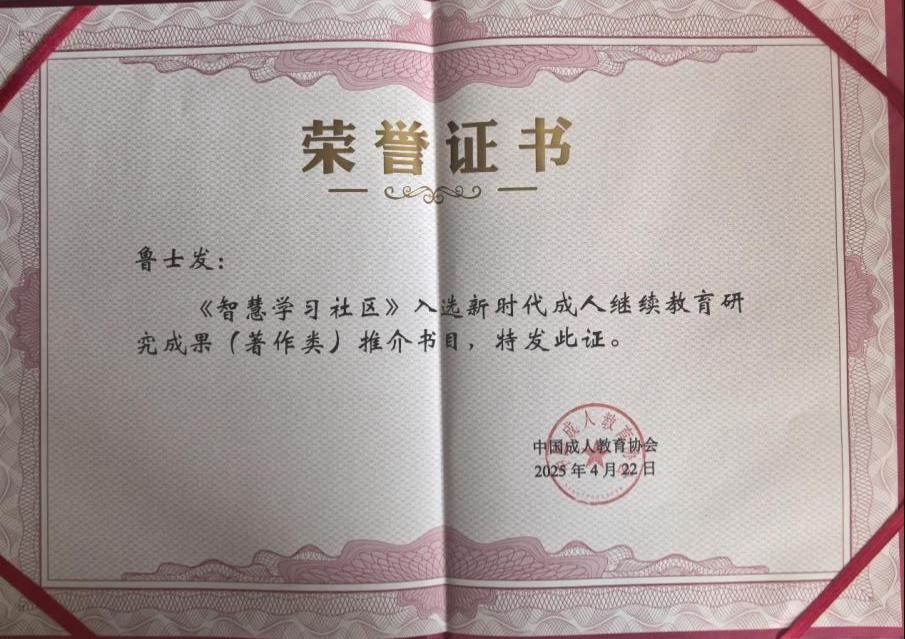 荣誉证书
鲁士发：
《智慧学习社区》入选新时代成人继续教育研
究成果（著作类）推介书目，特发此证。
中国成人教育协会
2025年4月22日